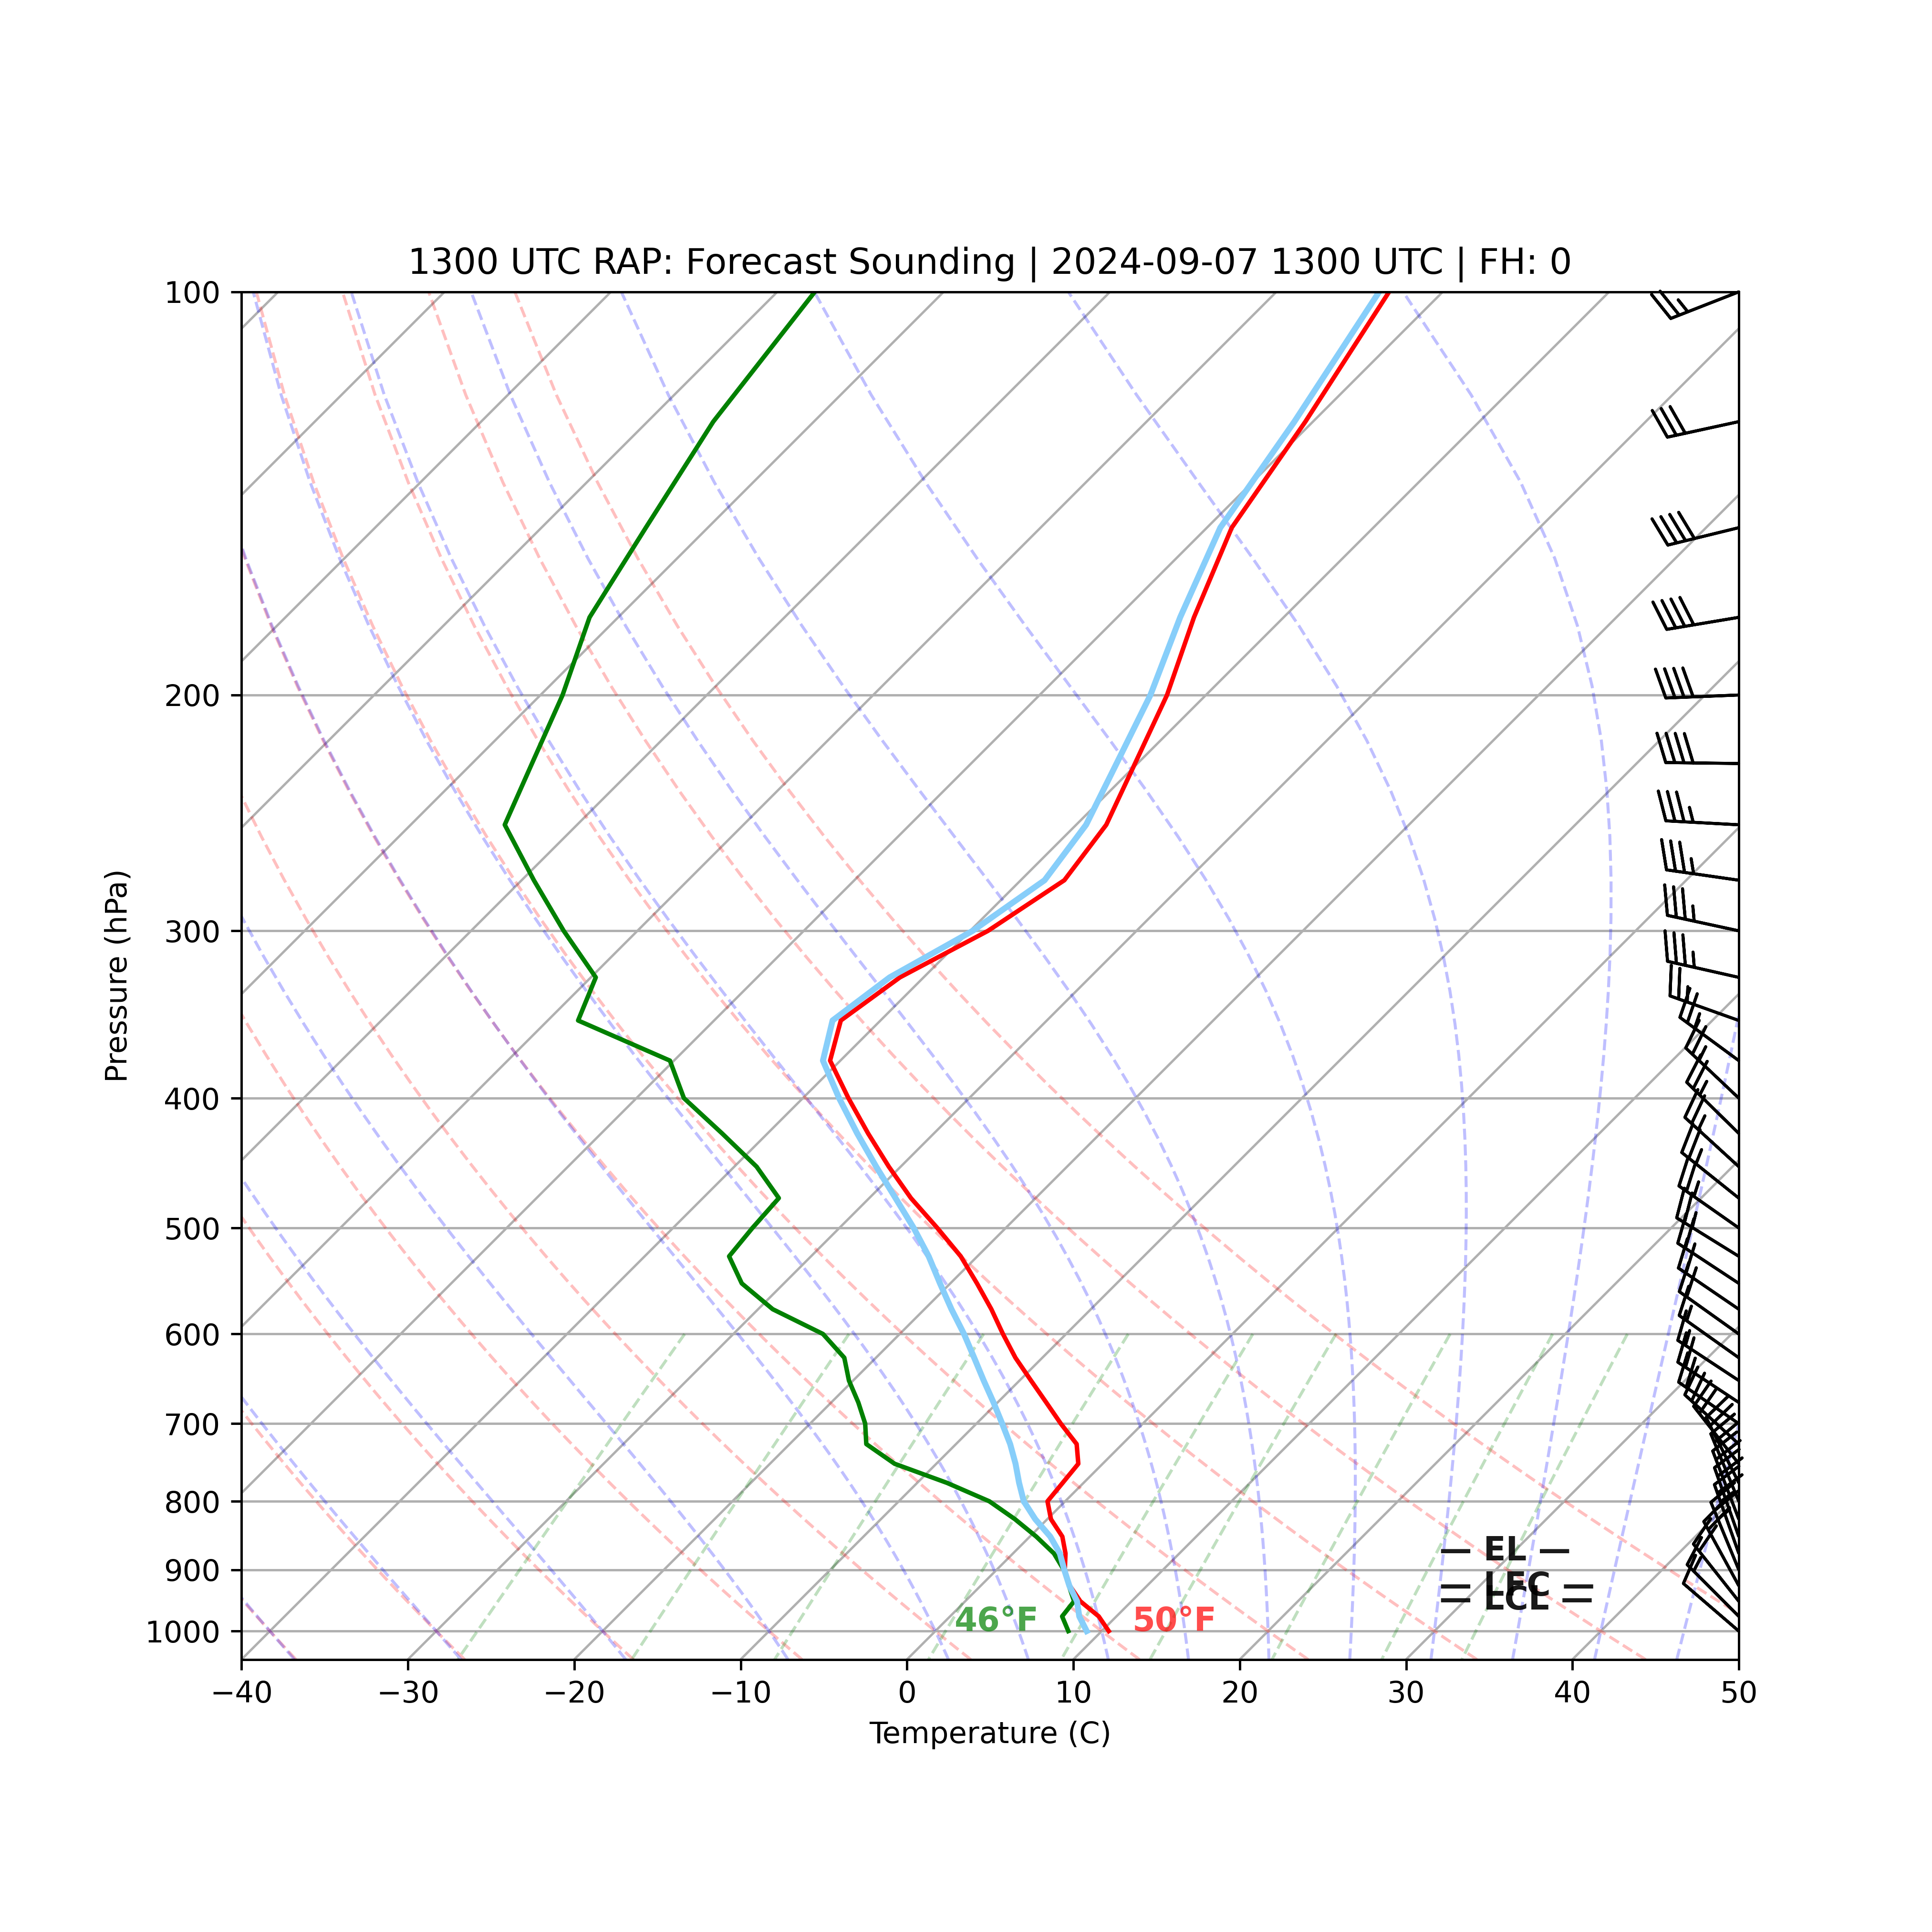 1300 UTC RAP: Forecast Sounding | 2024-09-07 1300 UTC | FH: 0
100
200
300
400
500
600
700
800
900
1000
Pressure (hPa)
— EL —
— LFC —
— LCL —
46°F
50°F
−40 −30 −20 −10 0 10 20 30 40 50
Temperature (C)